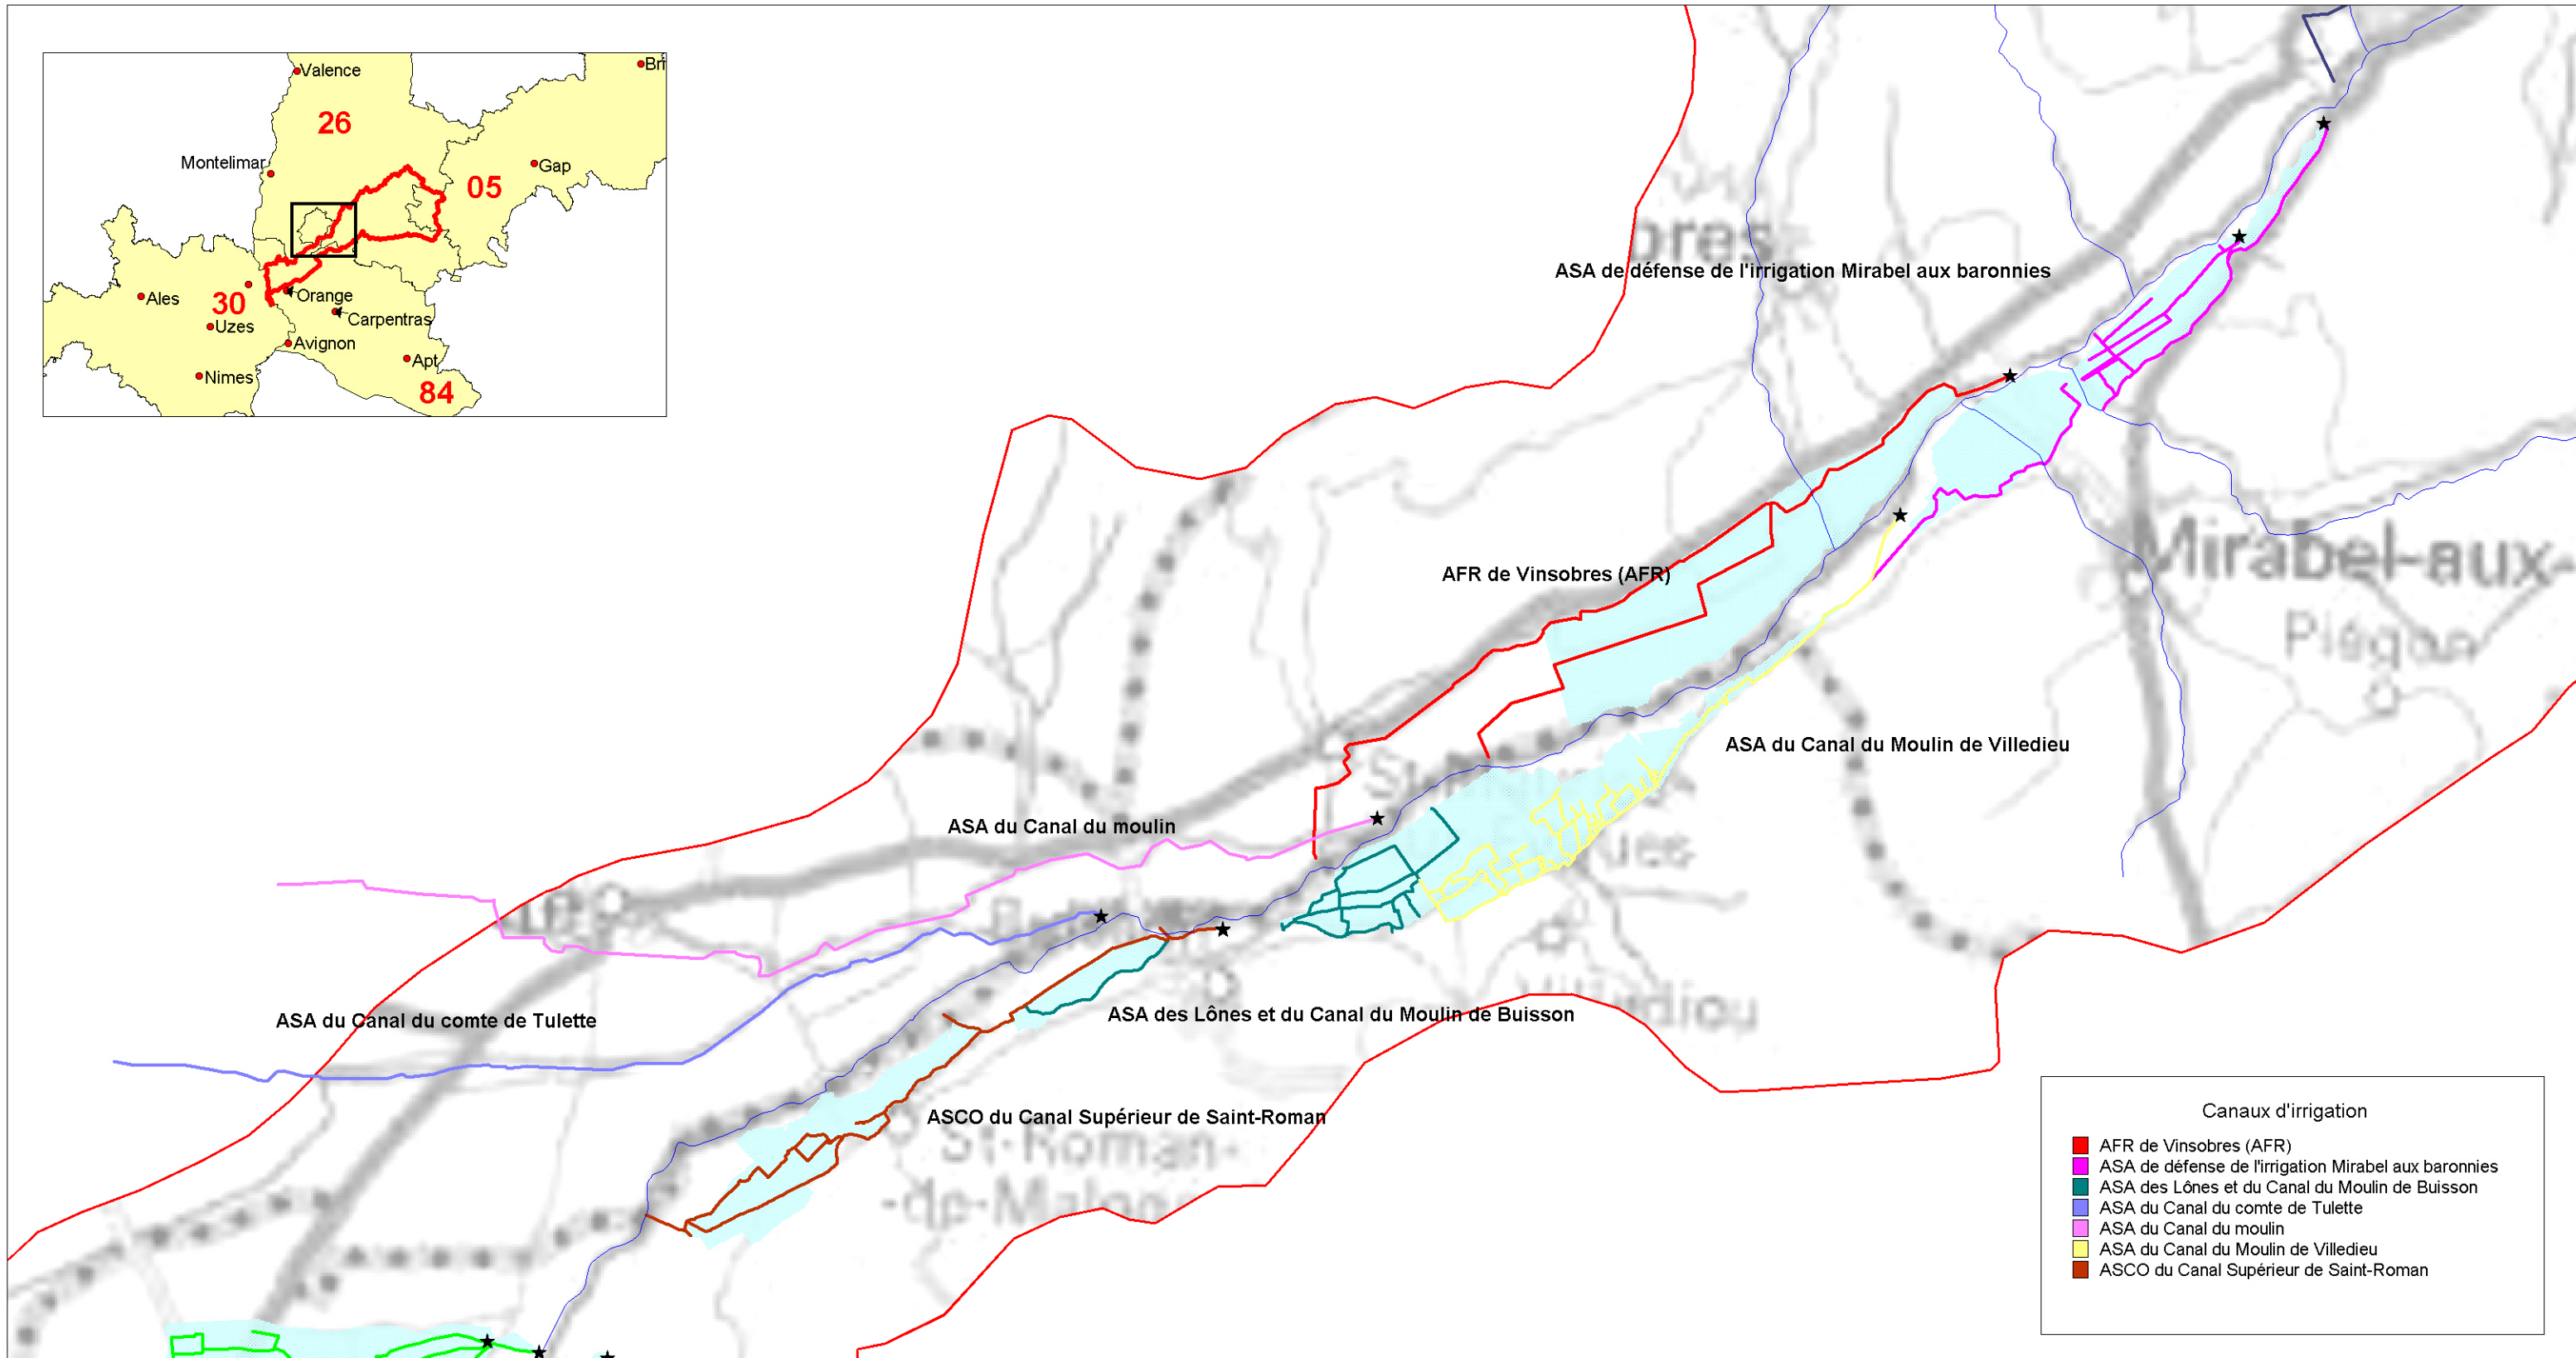 Valence
Bri
26
Montelimar
Gap
05
Ales
30
Orange
Uzes
Carpentras
Avignon
Apt
Nimes
84
bres
ASA de défense de l'irrigation Mirabel aux baronnies
Mirabel-aux-
AFR de Vinsobres (AFR)
Piégon
ASA du Canal du Moulin de Villedieu
ASA du Canal du moulin
ASA du Canal du comte de Tulette
ASA des Lônes et du Canal du Moulin de Buisson
ASCO du Canal Supérieur de Saint-Roman
St-Roman-
-de-Male
Canaux d'irrigation
AFR de Vinsobres (AFR)
ASA de défense de l'irrigation Mirabel aux baronnies
ASA des Lônes et du Canal du Moulin de Buisson
ASA du Canal du comte de Tulette
ASA du Canal du moulin
ASA du Canal du Moulin de Villedieu
ASCO du Canal Supérieur de Saint-Roman